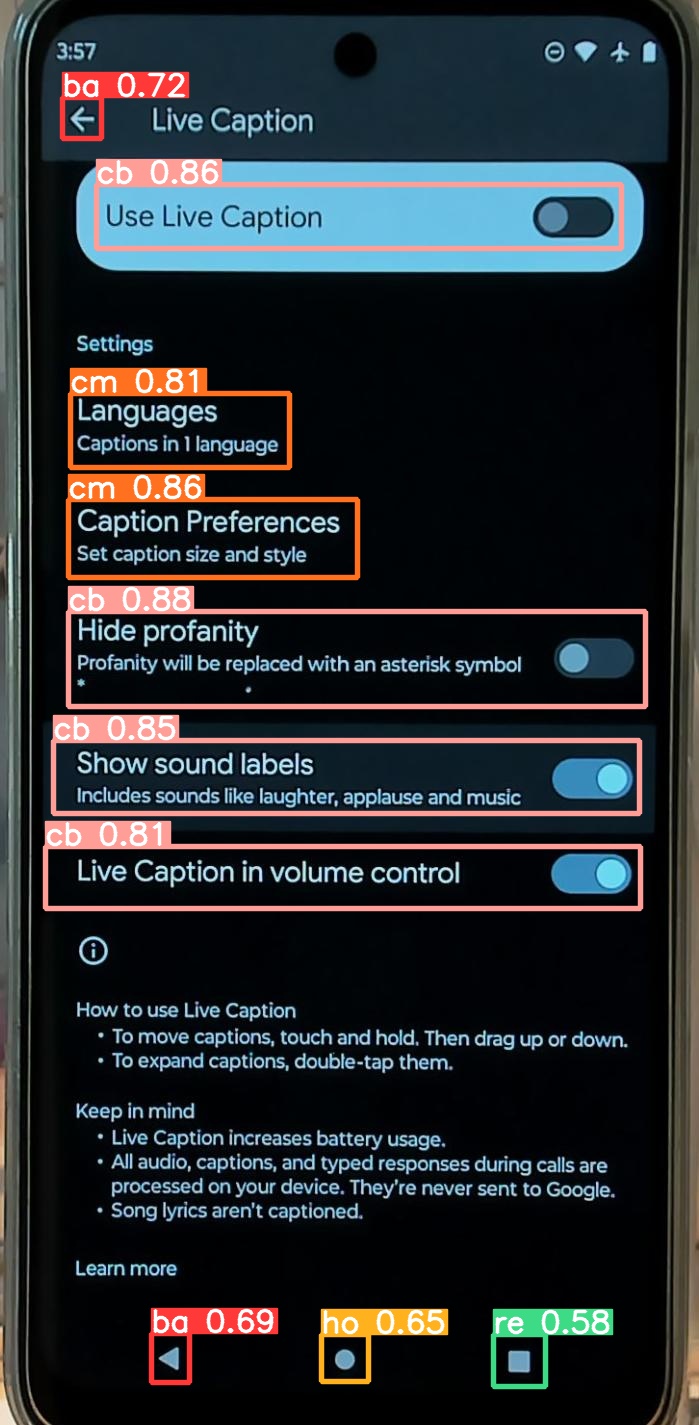 3:57
ba 0.72
Live Caption
cb 0.86
Use Live Caption
Settings
cm 0.81
Languages
Captions in 1 language
cm 0.86
Caption Preferences
Set caption size and style
cb 0.88
Hide profanity
Profanity will be replaced with an asterisk symbol
*
cb 0.85
Show sound labels
Includes sounds like laughter, applause and music
cb 0.81
Live Caption in volume control
How to use Live Caption
• To move captions, touch and hold. Then drag up or down.
• To expand captions, double-tap them.
Keep in mind
• Live Caption increases battery usage.
• All audio, captions, and typed responses during calls are
processed on your device. They're never sent to Google.
• Song lyrics aren't captioned.
Learn more
ba 0.69 ho 0.65 re 0.58